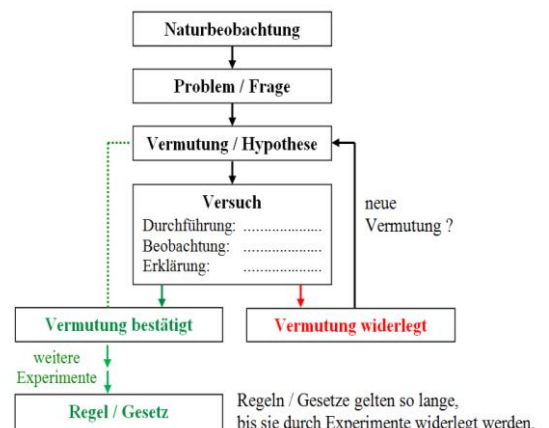 Naturbeobachtung
Problem / Frage
Vermutung / Hypothese
Versuch
Durchführung: .....................
Beobachtung: .....................
Erklärung: .....................
neue
Vermutung ?
Vermutung bestätigt
Vermutung widerlegt
weitere
Experimente
Regel / Gesetz
Regeln / Gesetze gelten so lange,
bis sie durch Experimente widerlegt werden.